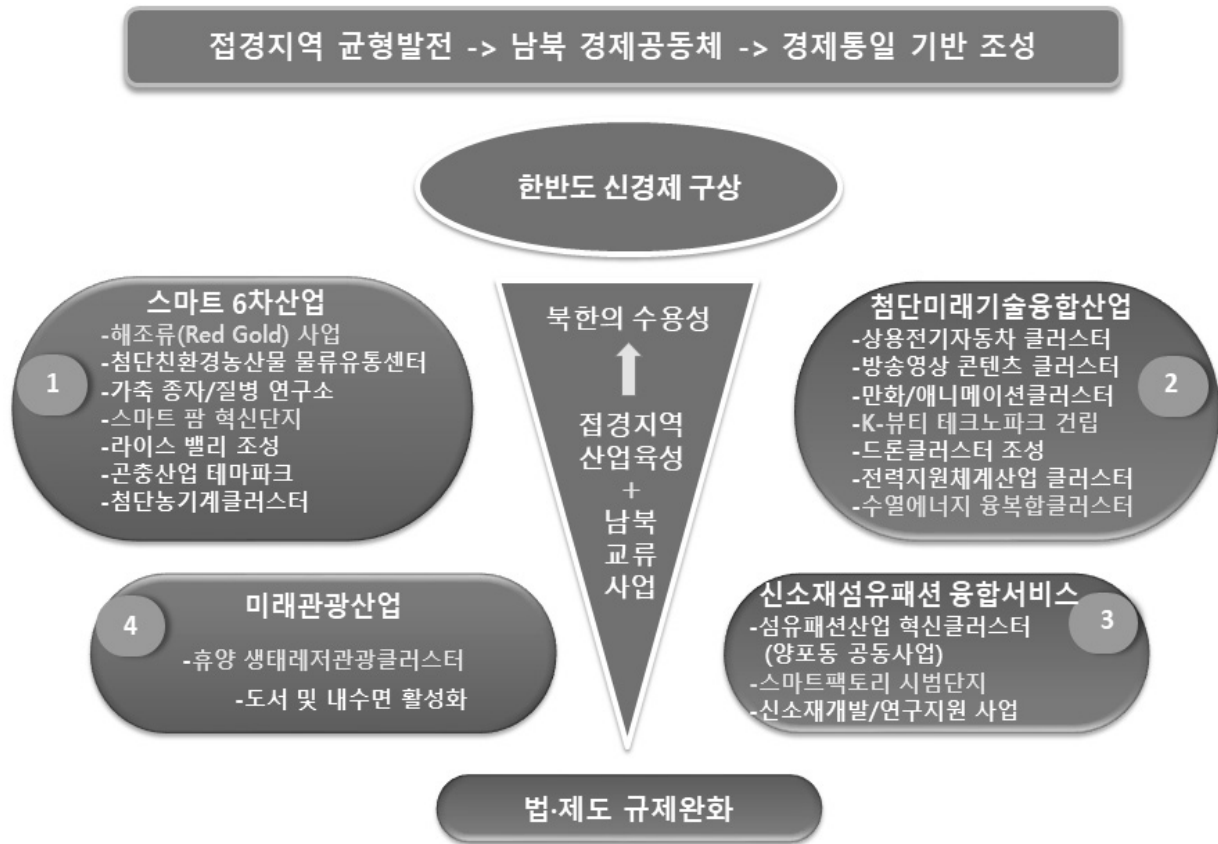 접경지역 균형발전 -> 남북 경제공동체 -> 경제통일 기반 조성
한반도 신경제 구상
스마트 6차산업
-해조류(Red Gold) 사업
-첨단친환경농산물 물류유통센터
1
-가축 종자/질병 연구소
-스마트 팜 혁신단지
-라이스 밸리 조성
-곤충산업 테마파크
-첨단농기계클러스터
북한의 수용성
접경지역
산업육성
+
남북
교류
사업
첨단미래기술융합산업
-상용전기자동차 클러스터
-방송영상 콘텐츠 클러스터
2
-만화/애니메이션클러스터
-K-뷰티 테크노파크 건립
-드론클러스터 조성
-전력지원체계산업 클러스터
-수열에너지 융복합클러스터
4
미래관광산업
-휴양 생태레저관광클러스터
-도서 및 내수면 활성화
신소재섬유패션 융합서비스
3
-섬유패션산업 혁신클러스터
(양포동 공동사업)
-스마트팩토리 시범단지
-신소재개발/연구지원 사업
법·제도 규제완화